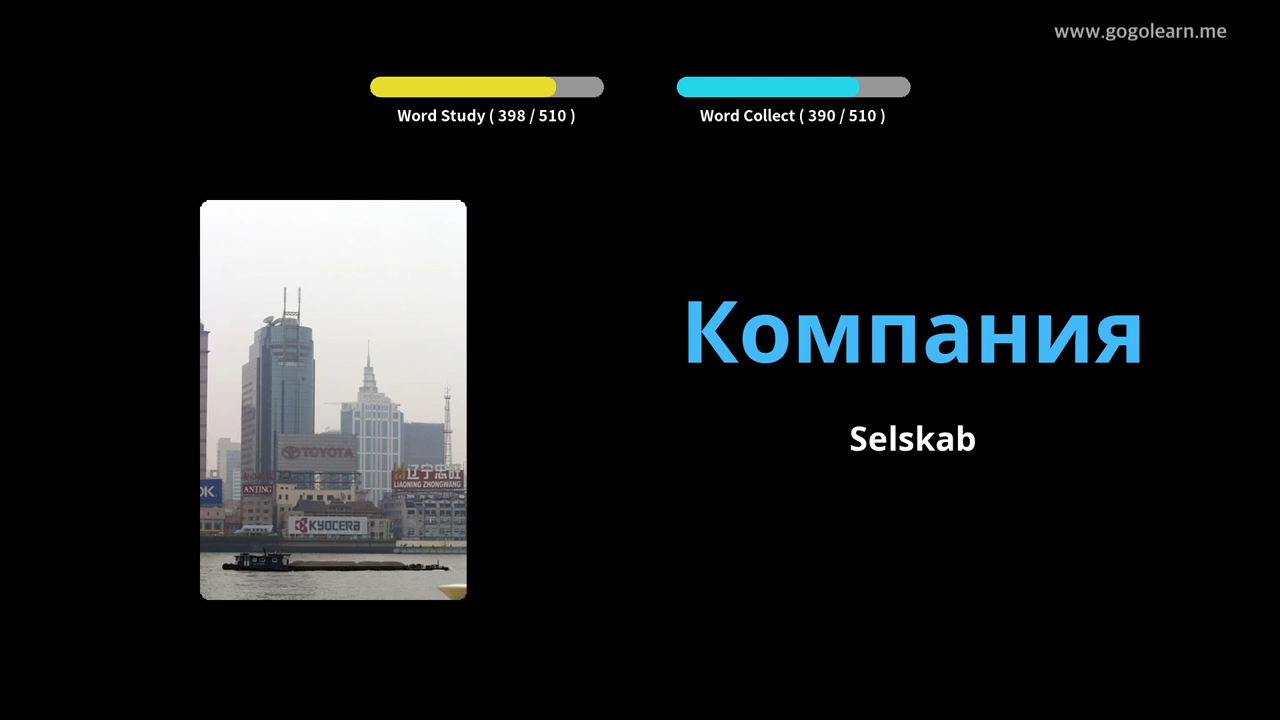 www.gogolearn.me
Word Study ( 398 / 510 )
Word Collect ( 390 / 510 )
Компания
Selskab
TOYOTA
辽宁忠旺
LIAONING ZHONGWANG
ANTING
KYOCERA